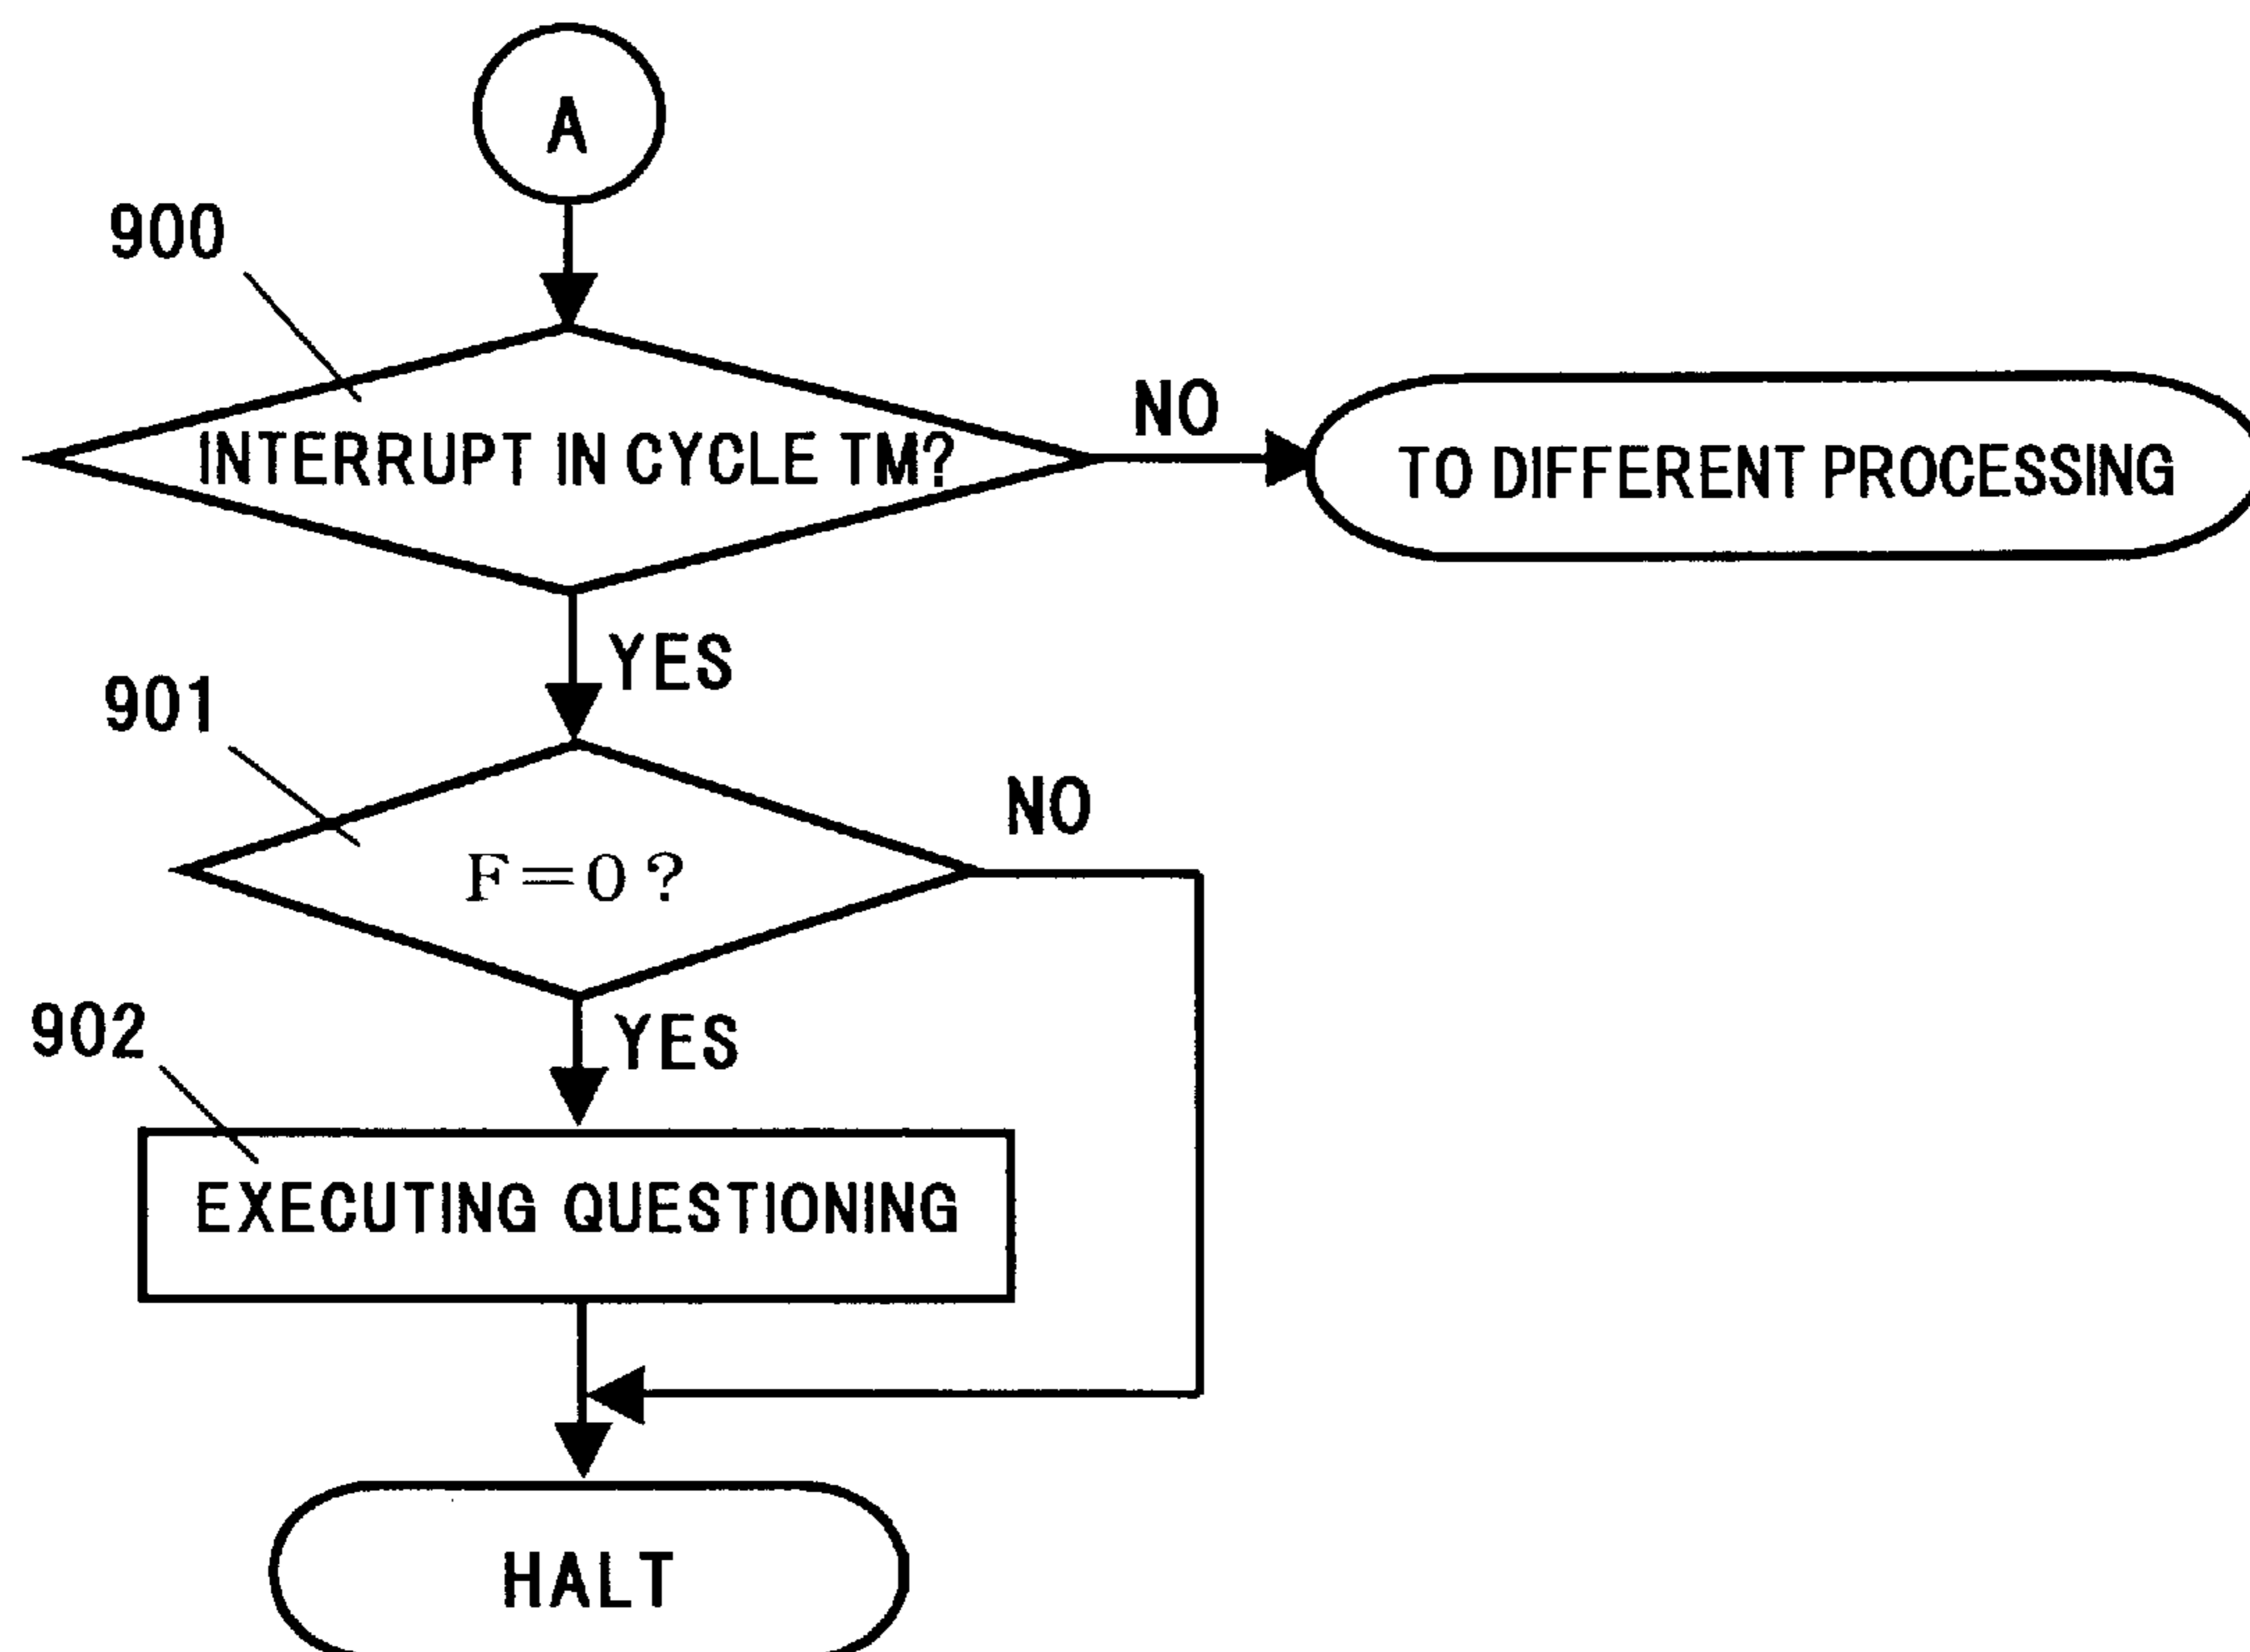 A
900
INTERRUPT IN CYCLE TM?
NO
TO DIFFERENT PROCESSING
YES
901
F=0?
NO
YES
902
EXECUTING QUESTIONING
HALT